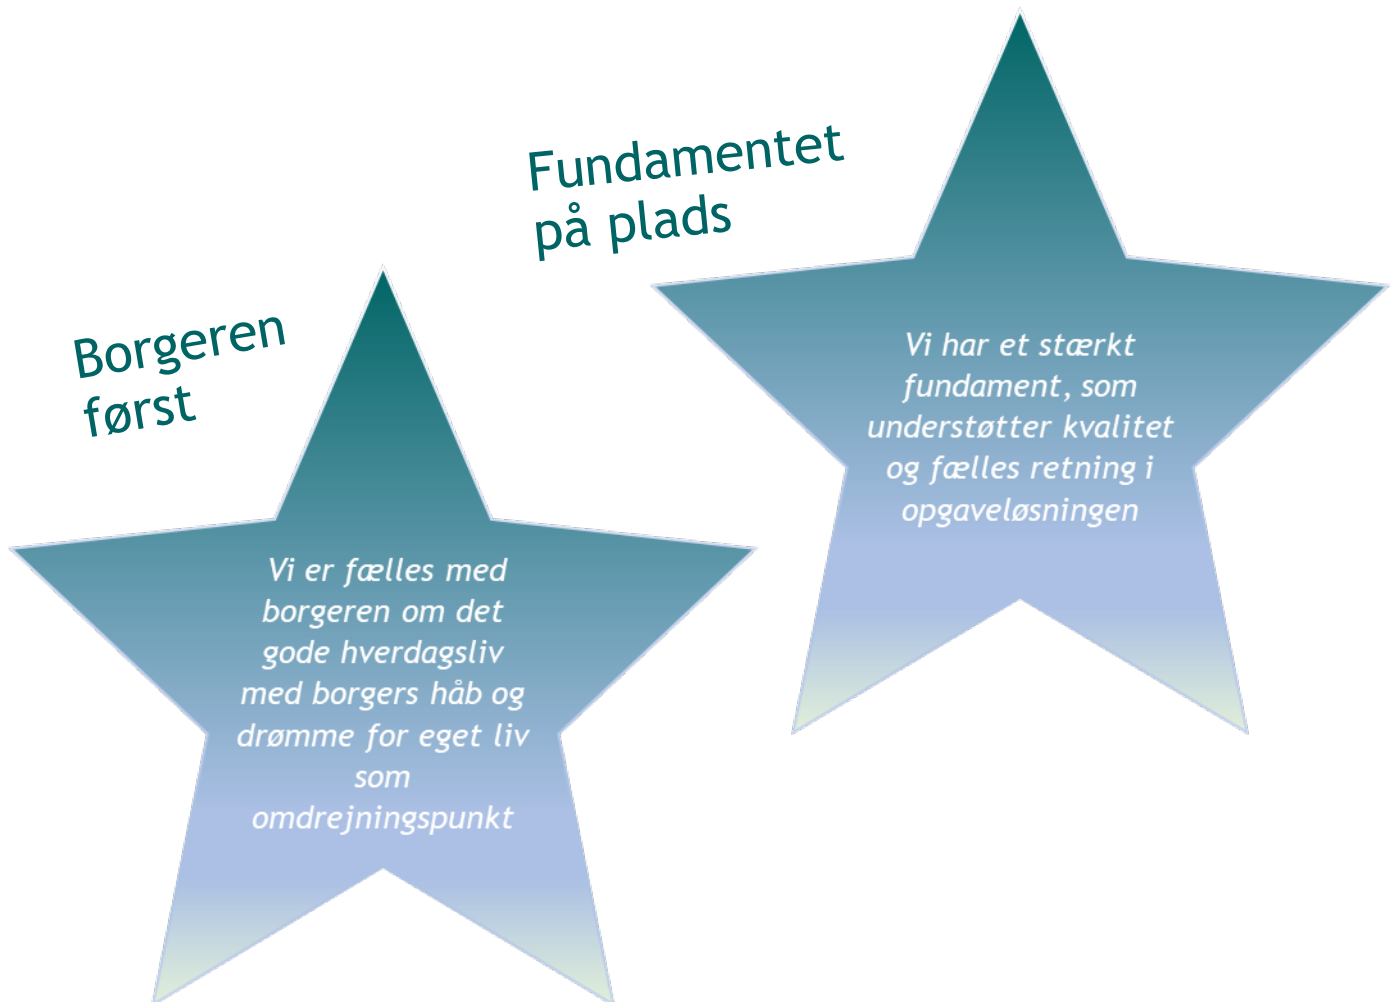 Fundamentet
på plads
Vi har et stærkt
fundament, som
understøtter kvalitet
og fælles retning i
opgaveløsningen
Borgeren
først
Vi er fælles med
borgeren om det
gode hverdagsliv
med borgers håb og
drømme for eget liv
som
omdrejningspunkt